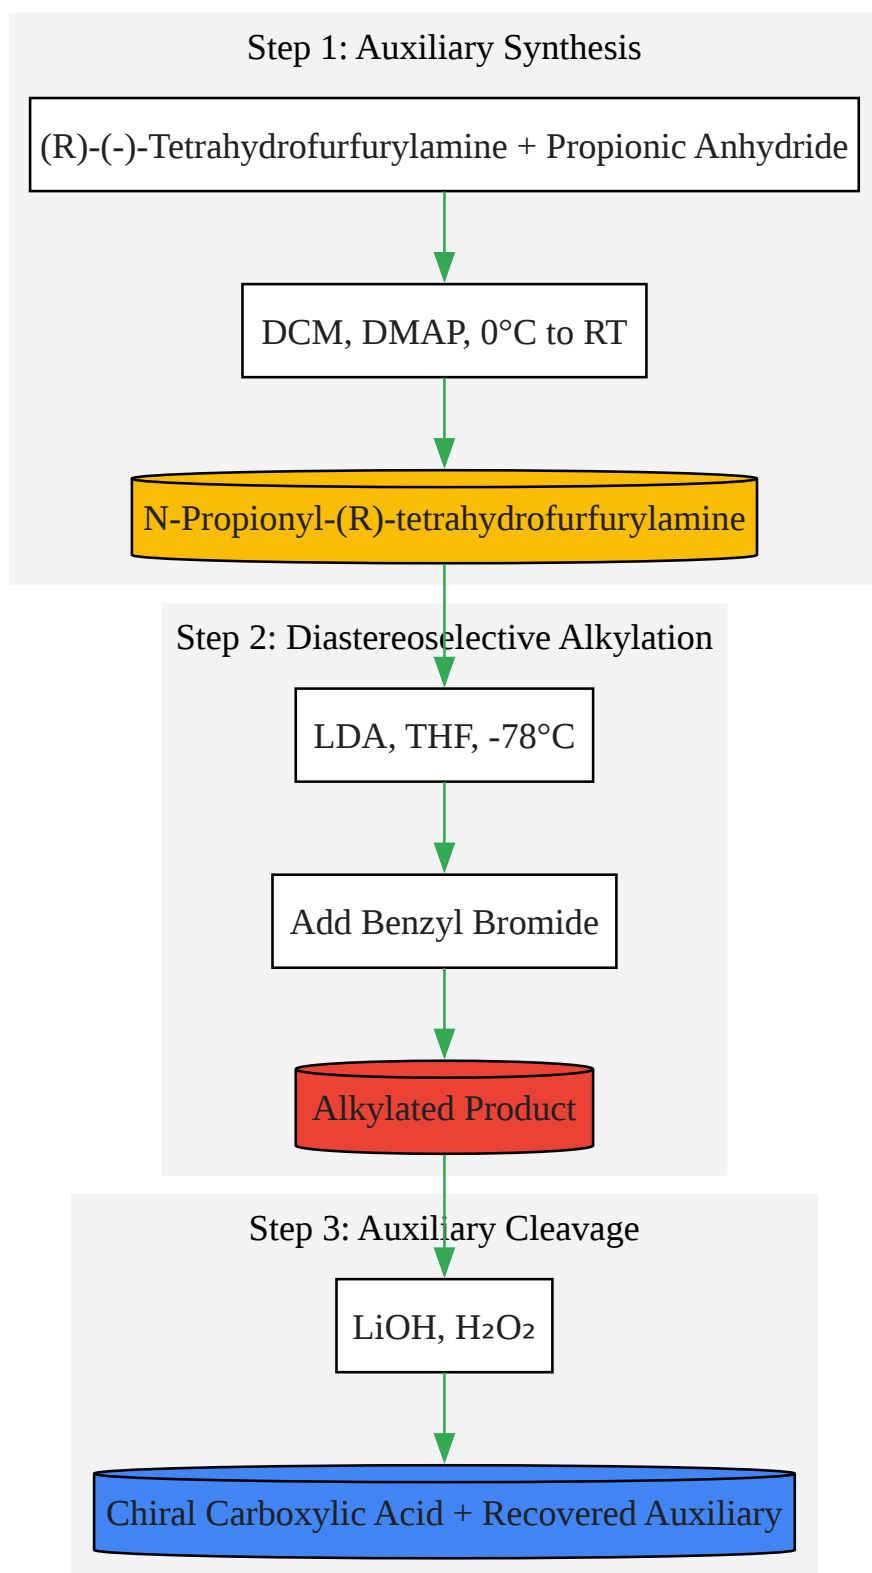 Step 1: Auxiliary Synthesis
(R)-(-)-Tetrahydrofurfurylamine + Propionic Anhydride
DCM, DMAP, 0°C to RT
N-Propionyl-(R)-tetrahydrofurfurylamine
Step 2: Diastereoselective Alkylation
LDA, THF, -78°C
Add Benzyl Bromide
Alkylated Product
Step 3: Auxiliary Cleavage
LiOH, H₂O₂
Chiral Carboxylic Acid + Recovered Auxiliary